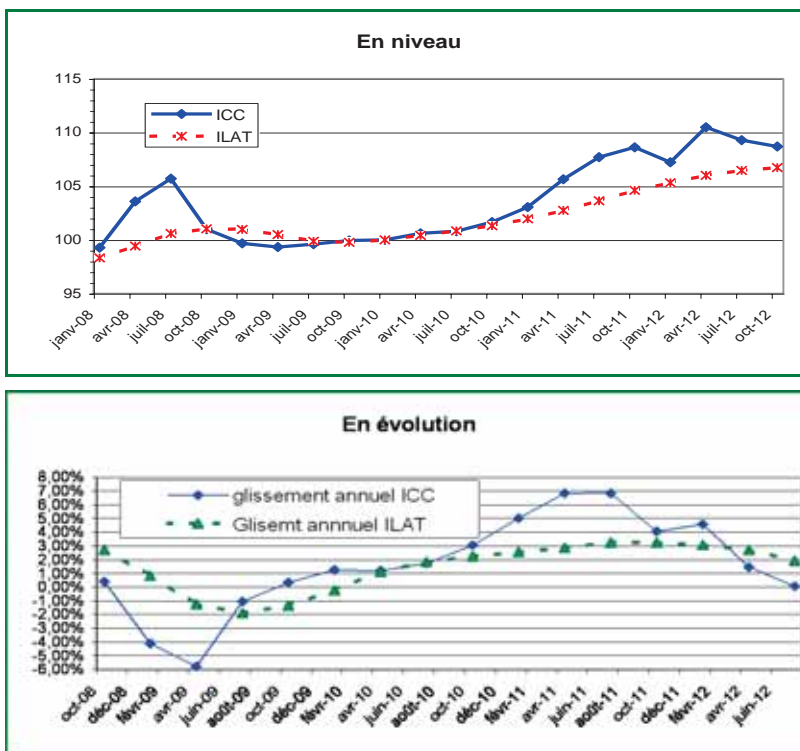 En niveau
115
110
105
100
95
ICC
ILAT
janv-08
avr-08
juil-08
oct-08
janv-09
avr-09
juil-09
oct-09
janv-10
avr-10
juil-10
oct-10
janv-11
avr-11
juil-11
oct-11
janv-12
avr-12
juil-12
oct-12
En évolution
8,00%
7,00%
6,00%
5,00%
4,00%
3,00%
2,00%
1,00%
0,00%
-1,00%
-2,00%
-3,00%
-4,00%
-5,00%
-6,00%
glissement annuel ICC
Glisemt annnuel ILAT
oct-08
déc-08
févr-09
avr-09
juin-09
août-09
oct-09
déc-09
févr-10
avr-10
juin-10
août-10
oct-10
déc-10
févr-11
avr-11
juin-11
août-11
oct-11
déc-11
févr-12
avr-12
juin-12